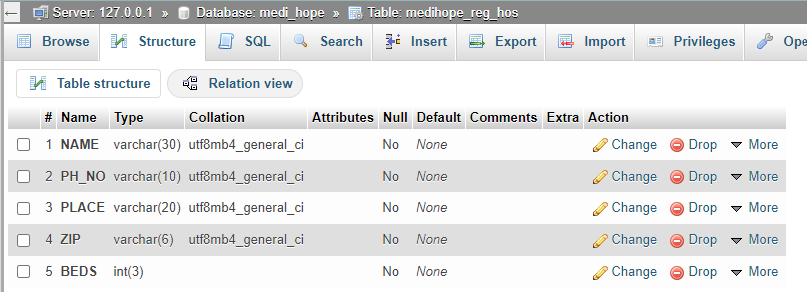 ← Server: 127.0.0.1 » Database: medi_hope » Table: medihope_reg_hos
Browse Structure SQL Search Insert Export Import Privileges Ope
Table structure Relation view
# Name Type Collation Attributes Null Default Comments Extra Action
1 NAME varchar(30) utf8mb4_general_ci No None Change Drop More
2 PH_NO varchar(10) utf8mb4_general_ci No None Change Drop More
3 PLACE varchar(20) utf8mb4_general_ci No None Change Drop More
4 ZIP varchar(6) utf8mb4_general_ci No None Change Drop More
5 BEDS int(3) No None Change Drop More